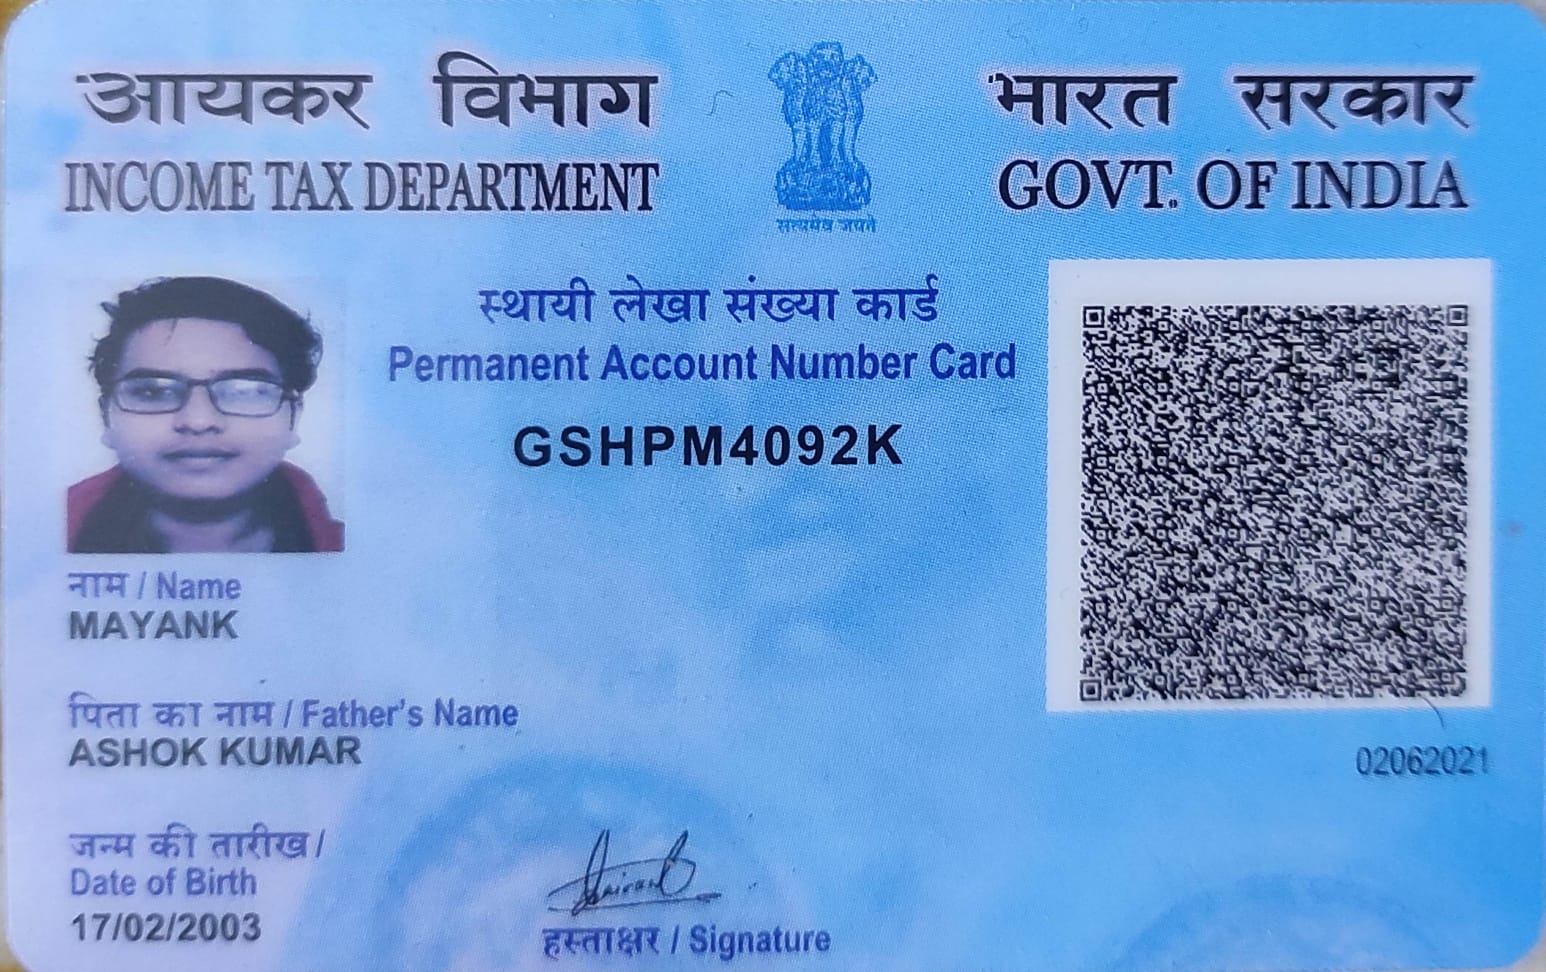 आयकर विभाग
INCOME TAX DEPARTMENT
सत्यमेव जयते
भारत सरकार
GOVT. OF INDIA
स्थायी लेखा संख्या कार्ड
Permanent Account Number Card
GSHPM4092K
नाम / Name
MAYANK
पिता का नाम / Father's Name
ASHOK KUMAR
02062021
जन्म की तारीख /
Date of Birth
17/02/2003
हस्ताक्षर / Signature